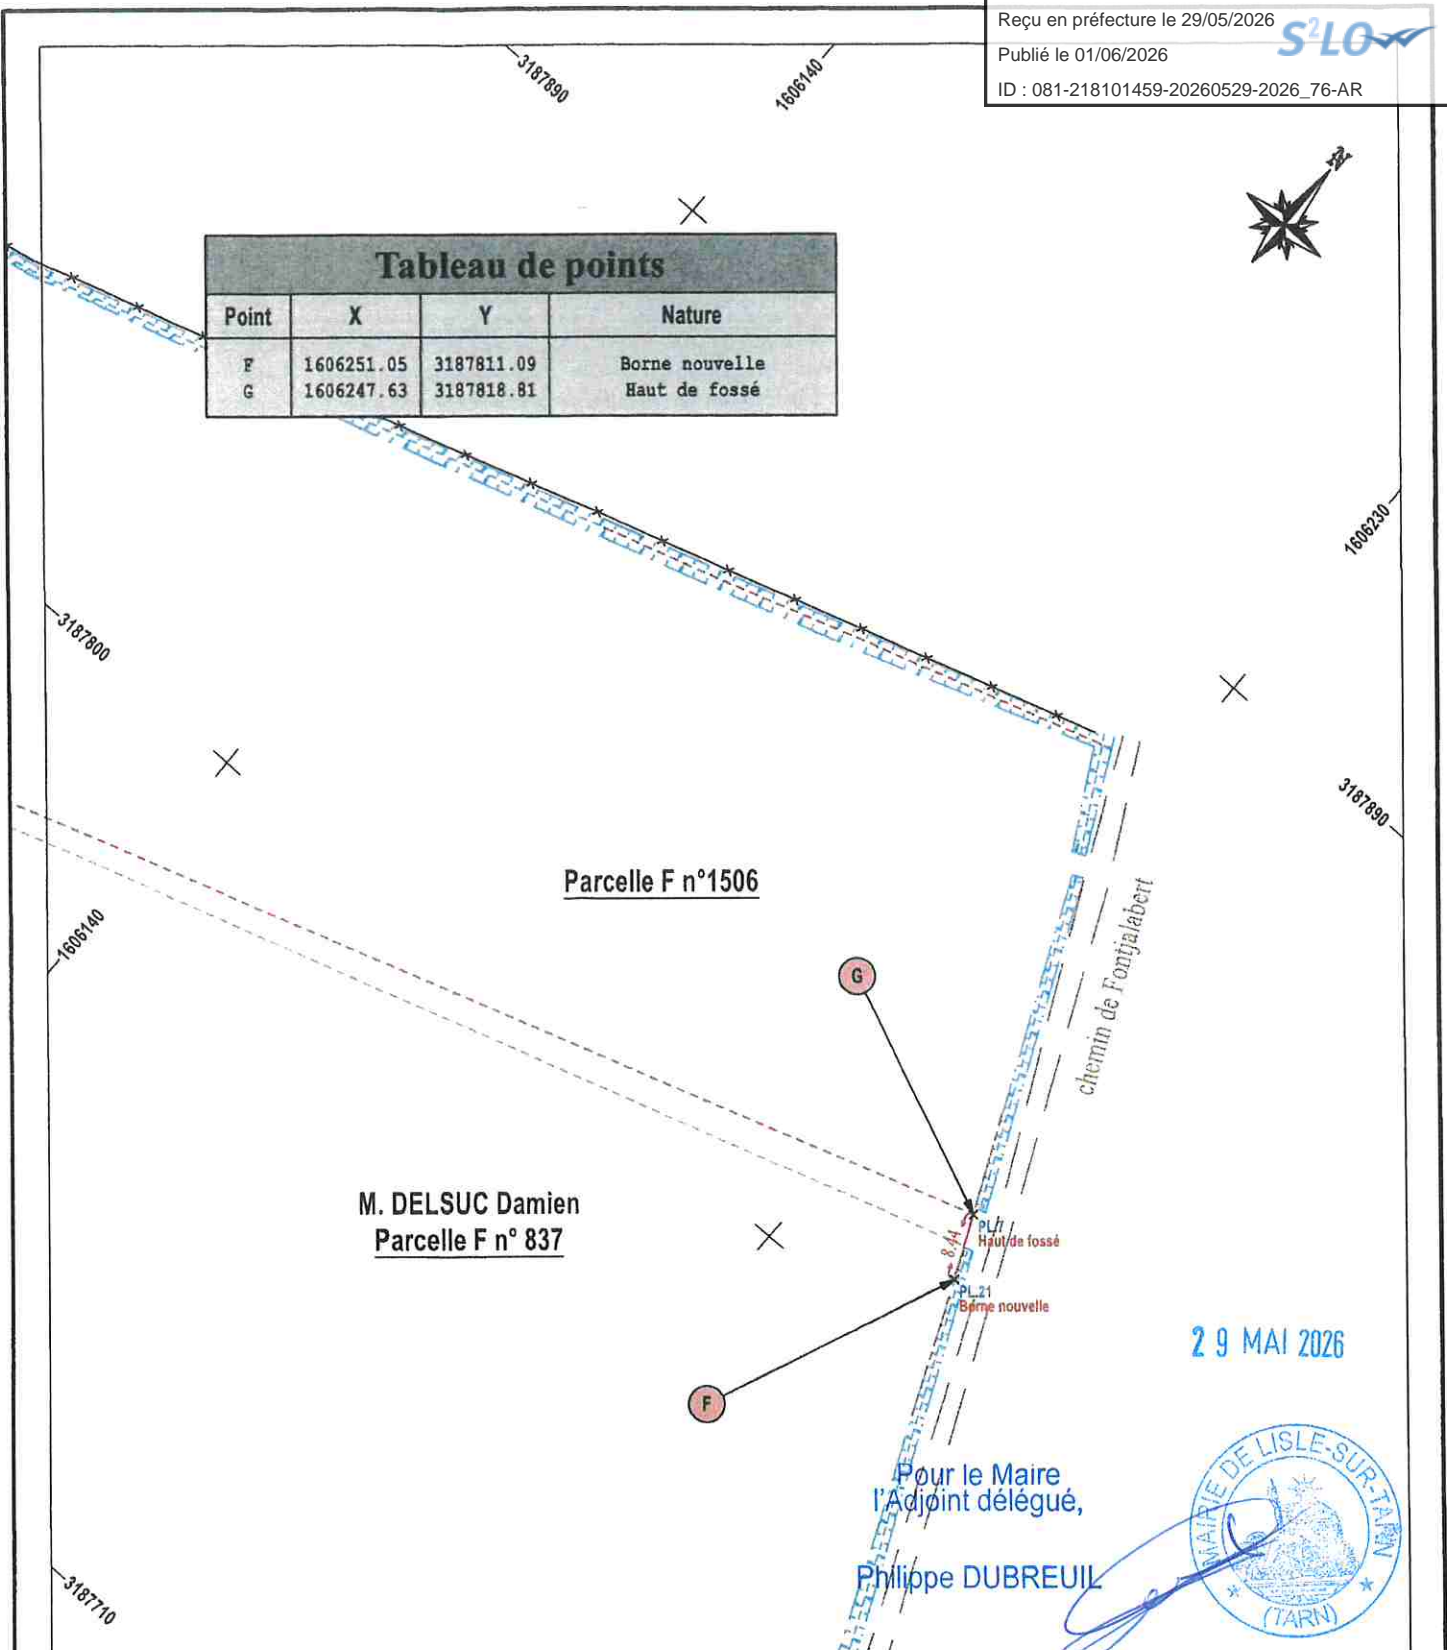 Reçu en préfecture le 29/05/2026
S²LO
Publié le 01/06/2026
ID : 081-218101459-20260529-2026_76-AR
3187890
1606140
N
Tableau de points
Point X Y Nature
F 1606251.05 3187811.09 Borne nouvelle
G 1606247.63 3187818.81 Haut de fossé
1606230
3187800
3187890
Parcelle F n°1506
chemin de Fontjalabert
1606140
G
M. DELSUC Damien
Parcelle F n° 837
8.44
PL.7
Haut de fossé
PL.21
Borne nouvelle
F
29 MAI 2026
Pour le Maire
l'Adjoint délégué,
Philippe DUBREUIL
MAIRIE DE LISLE-SUR-TARN
(TARN)
3187710